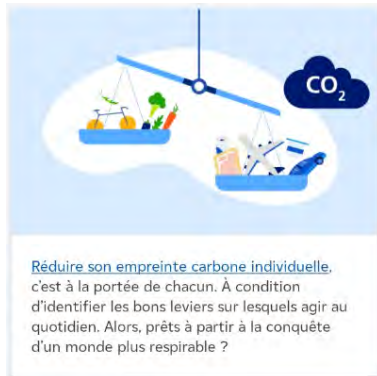 CO₂
Réduire son empreinte carbone individuelle,
c'est à la portée de chacun. À condition
d'identifier les bons leviers sur lesquels agir au
quotidien. Alors, prêts à partir à la conquête
d'un monde plus respirable ?